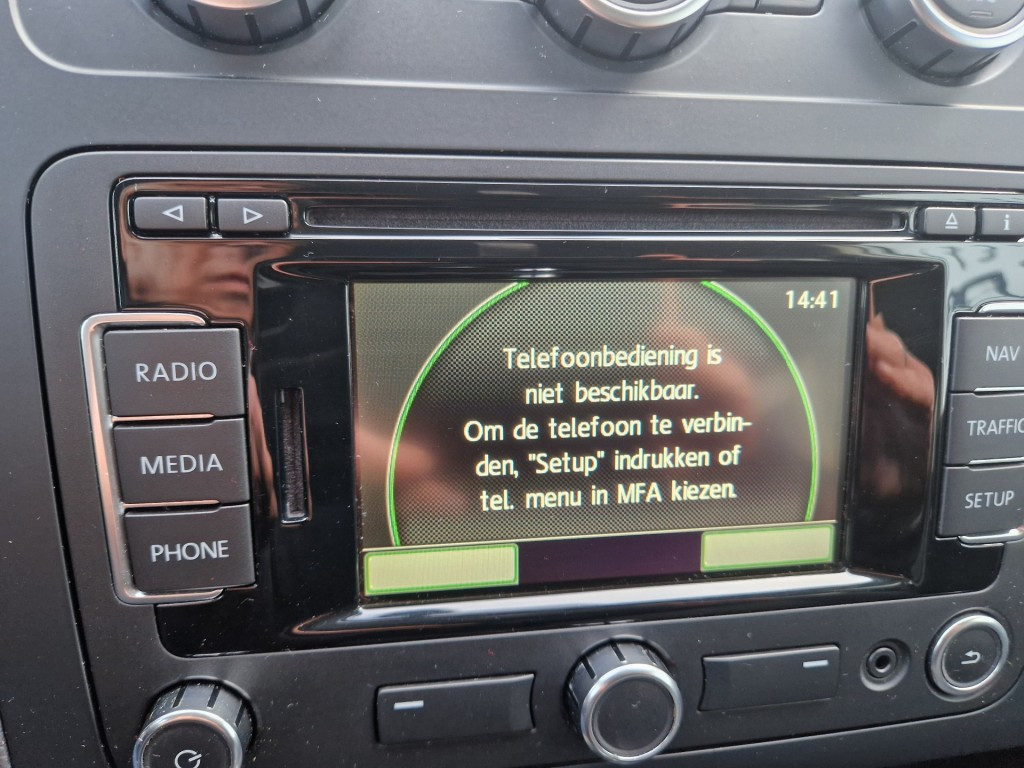 i
14:41
RADIO
Telefoonbediening is
niet beschikbaar.
NAV
MEDIA
Om de telefoon te verbin-
den, "Setup" indrukken of
tel. menu in MFA kiezen.
TRAFFIC
SETUP
PHONE